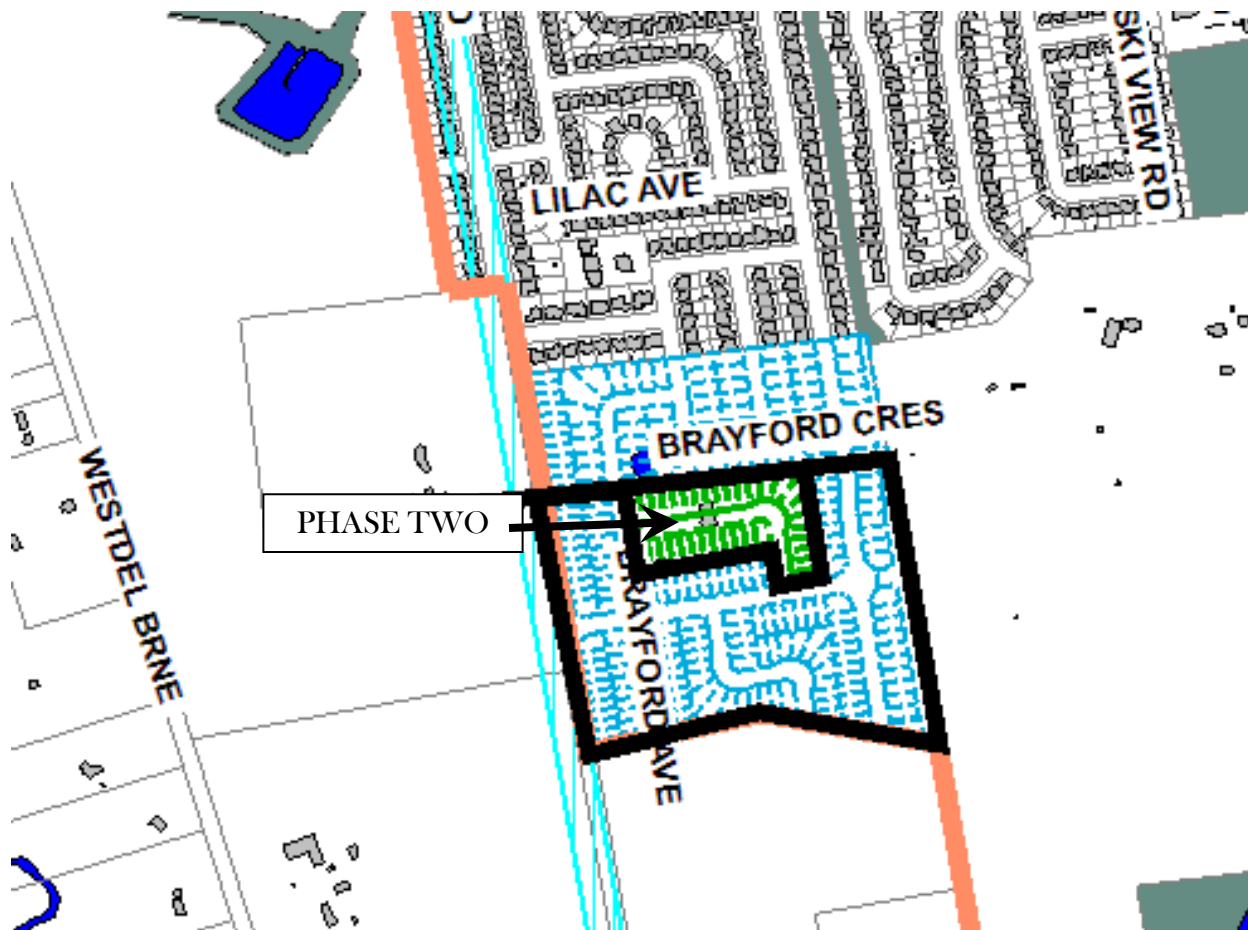 SKI VIEW RD
LILAC AVE
BRAYFORD CRES
WESTDEL BRNE
PHASE TWO
BRAYFORD AVE